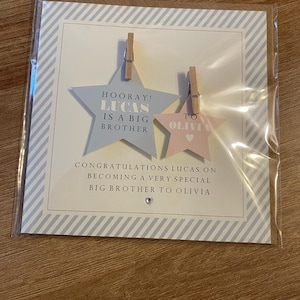 HOORAY!
LUCAS
IS A BIG
BROTHER
TO
OLIVIA
CONGRATULATIONS LUCAS ON
BECOMING A VERY SPECIAL
BIG BROTHER TO OLIVIA